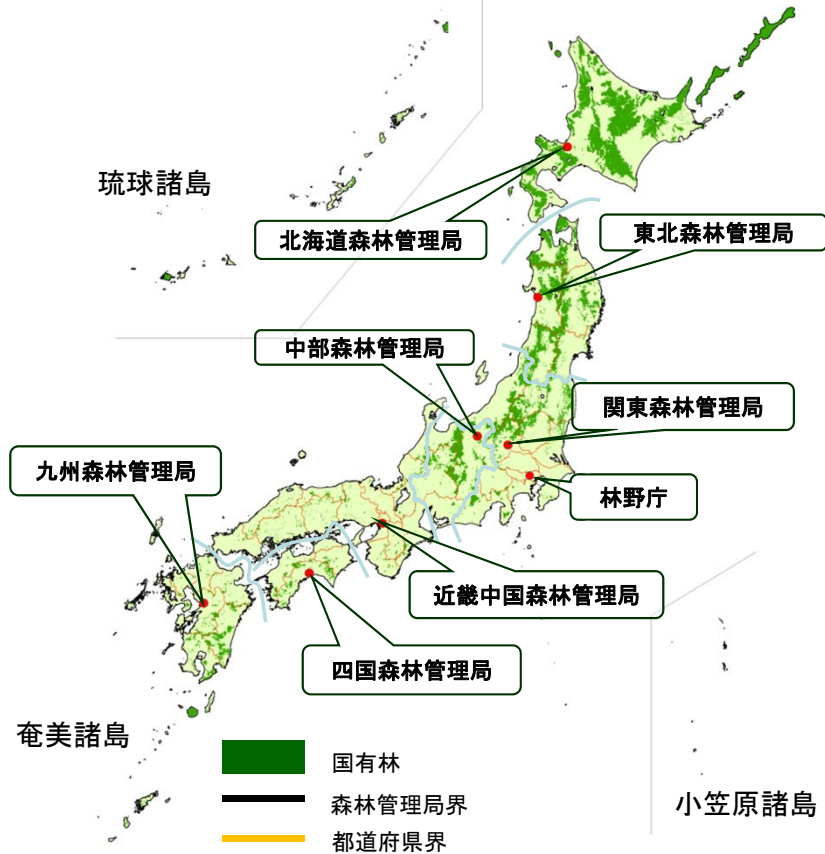 琉球諸島
北海道森林管理局
東北森林管理局
中部森林管理局
関東森林管理局
九州森林管理局
林野庁
近畿中国森林管理局
四国森林管理局
奄美諸島
小笠原諸島
国有林
森林管理局界
都道府県界